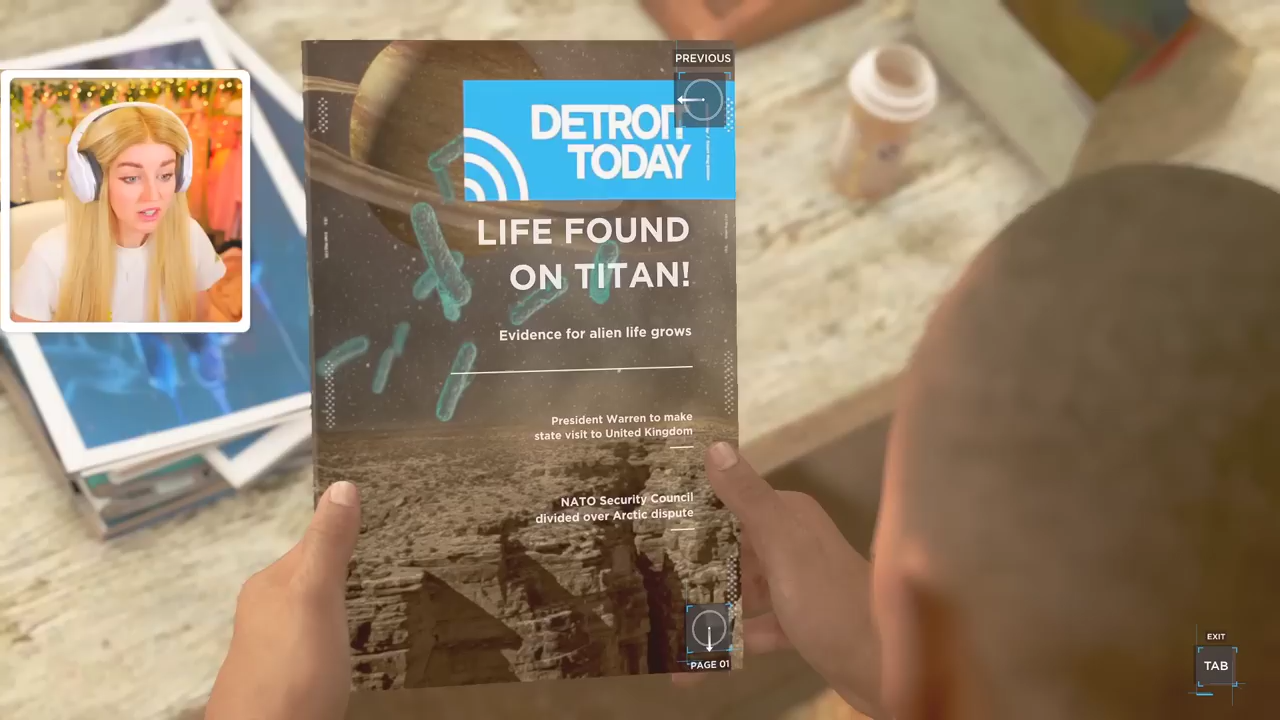 PREVIOUS
DETROIT
TODAY
LIFE FOUND
ON TITAN!
Evidence for alien life grows
President Warren to make
state visit to United Kingdom
NATO Security Council
divided over Arctic dispute
PAGE 01
EXIT
TAB